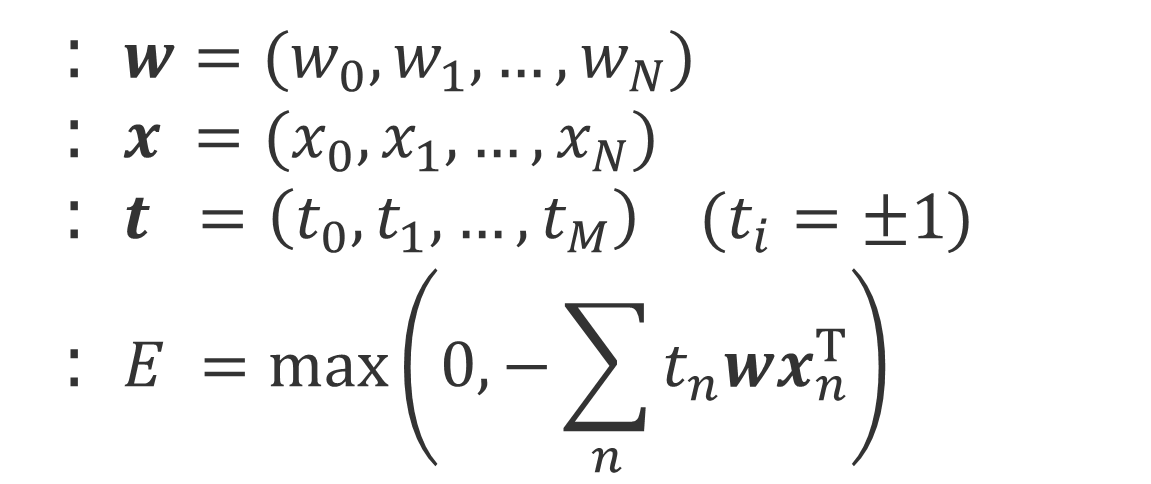 : w = (w₀, w₁, … , w_N)
: x = (x₀, x₁, … , x_N)
: t = (t₀, t₁, … , t_M) (tᵢ = ±1)
: E = max(0, − ∑ₙ tₙwxₙᵀ)